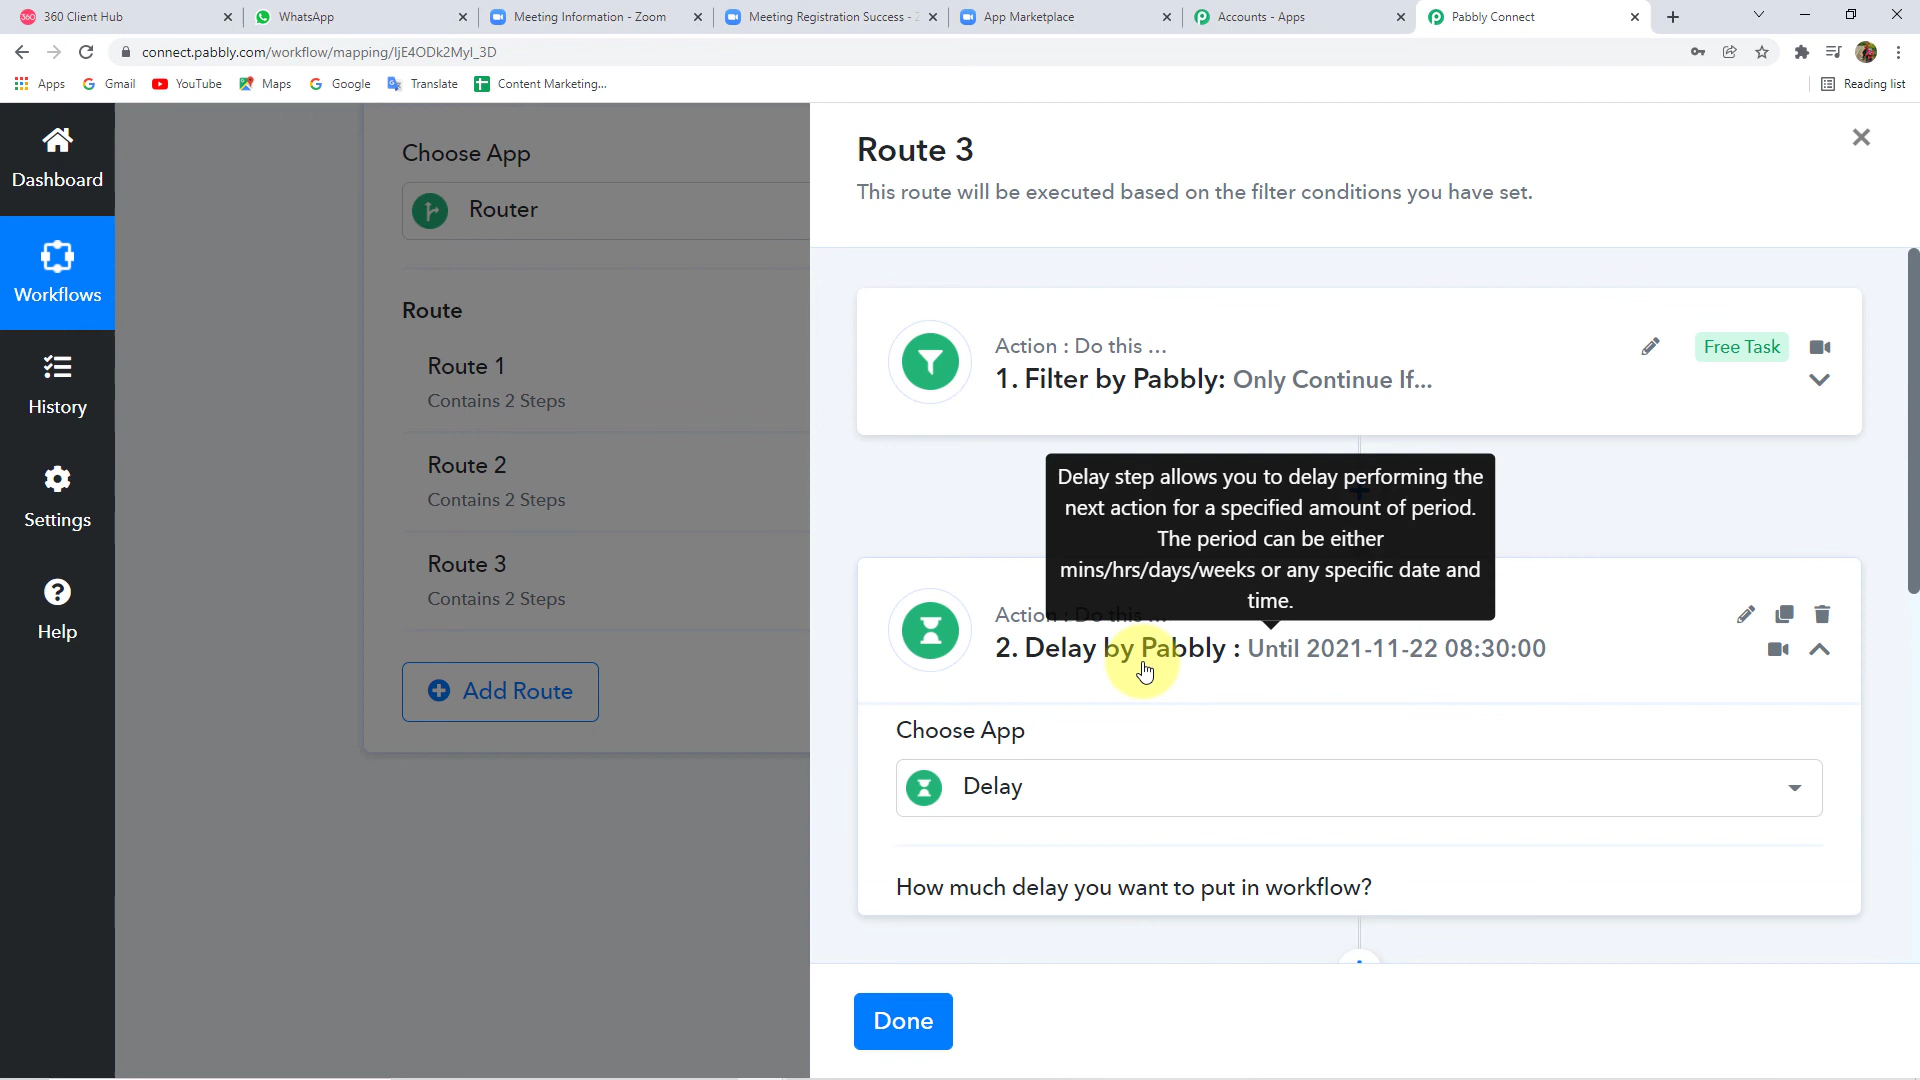 360 Client Hub
WhatsApp
Meeting Information - Zoom
Meeting Registration Success -
App Marketplace
Accounts - Apps
Pabbly Connect
connect.pabbly.com/workflow/mapping/IjE4ODk2MyI_3D
Apps
Gmail
YouTube
Maps
Google
Translate
Content Marketing...
Reading list
Dashboard
Workflows
History
Settings
Help
Choose App
Router
Route
Route 1
Contains 2 Steps
Route 2
Contains 2 Steps
Route 3
Contains 2 Steps
Add Route
Route 3
This route will be executed based on the filter conditions you have set.
Action : Do this ...
1. Filter by Pabbly: Only Continue If...
Free Task
Delay step allows you to delay performing the
next action for a specified amount of period.
The period can be either
mins/hrs/days/weeks or any specific date and
time.
Action : Do this ...
2. Delay by Pabbly : Until 2021-11-22 08:30:00
Choose App
Delay
How much delay you want to put in workflow?
Done